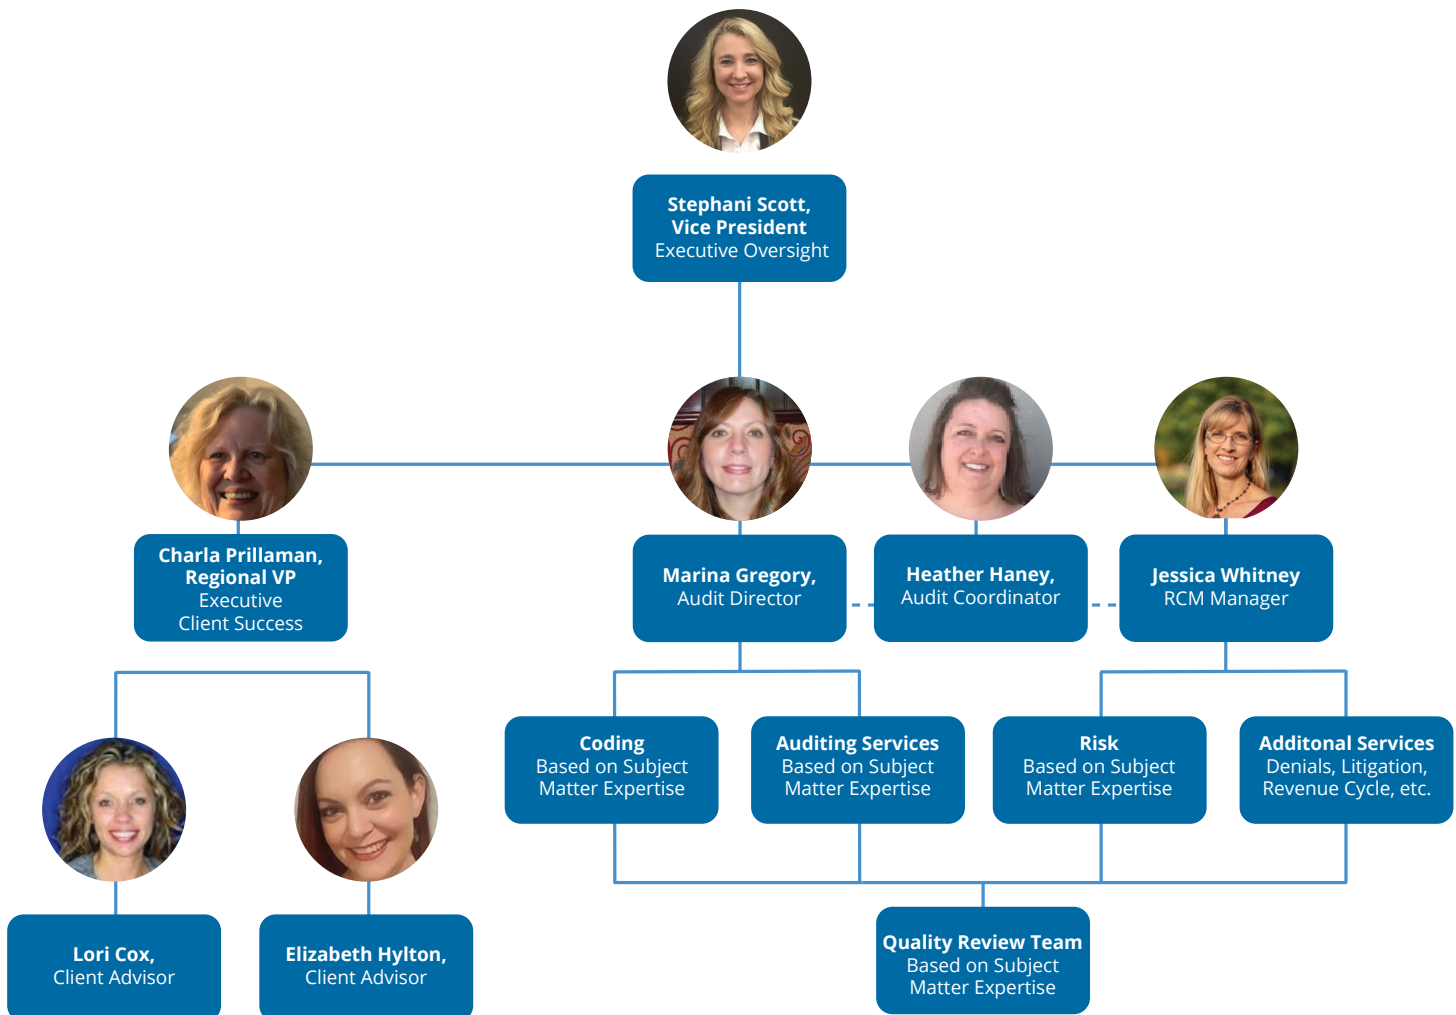 Stephani Scott,
Vice President
Executive Oversight
Charla Prillaman,
Regional VP
Executive
Client Success
Marina Gregory,
Audit Director
Heather Haney,
Audit Coordinator
Jessica Whitney
RCM Manager
Coding
Based on Subject
Matter Expertise
Auditing Services
Based on Subject
Matter Expertise
Risk
Based on Subject
Matter Expertise
Additonal Services
Denials, Litigation,
Revenue Cycle, etc.
Lori Cox,
Client Advisor
Elizabeth Hylton,
Client Advisor
Quality Review Team
Based on Subject
Matter Expertise